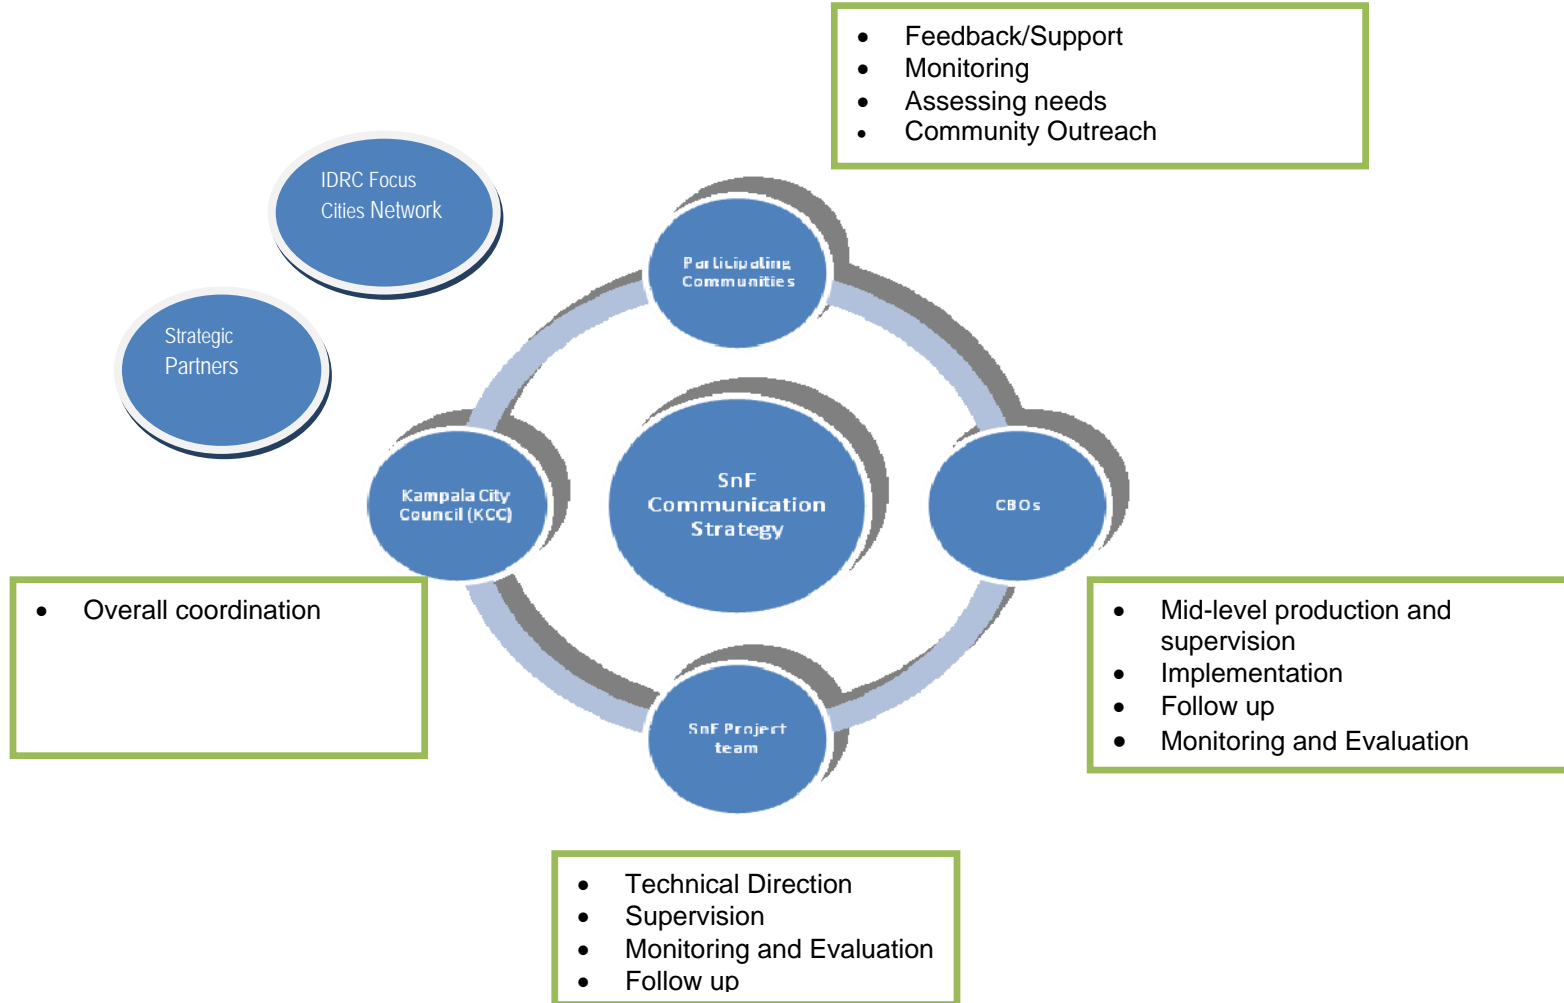 Feedback/Support
Monitoring
Assessing needs
Community Outreach
IDRC Focus
Cities Network
Strategic
Partners
Participating
Communities
Kampala City
Council (KCC)
SnF
Communication
Strategy
CBOs
SnF Project
team
Overall coordination
Mid-level production and
supervision
Implementation
Follow up
Monitoring and Evaluation
Technical Direction
Supervision
Monitoring and Evaluation
Follow up